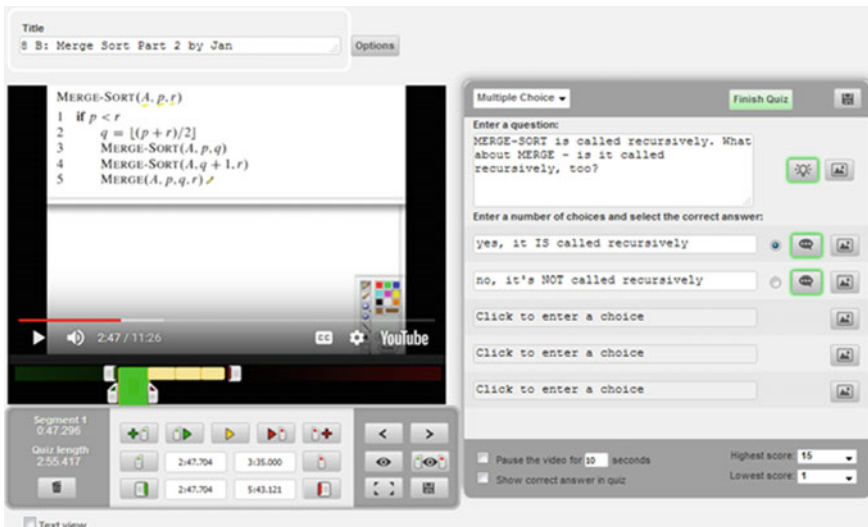 Title
8 B: Merge Sort Part 2 by Jan
Options
MERGE-SORT(A, p, r)
1 if p < r
2 q = ⌊(p + r)/2⌋
3 MERGE-SORT(A, p, q)
4 MERGE-SORT(A, q + 1, r)
5 MERGE(A, p, q, r)
2:47 / 11:26
CC
YouTube
Segment 1
0:47.296
Quiz length
2:55.417
2:47.704
3:35.000
2:47.704
5:43.121
Text view
Multiple Choice
Finish Quiz
Enter a question:
MERGE-SORT is called recursively. What
about MERGE - is it called
recursively, too?
Enter a number of choices and select the correct answer:
yes, it IS called recursively
no, it's NOT called recursively
Click to enter a choice
Click to enter a choice
Click to enter a choice
Pause the video for 10 seconds
Show correct answer in quiz
Highest score: 15
Lowest score: 1